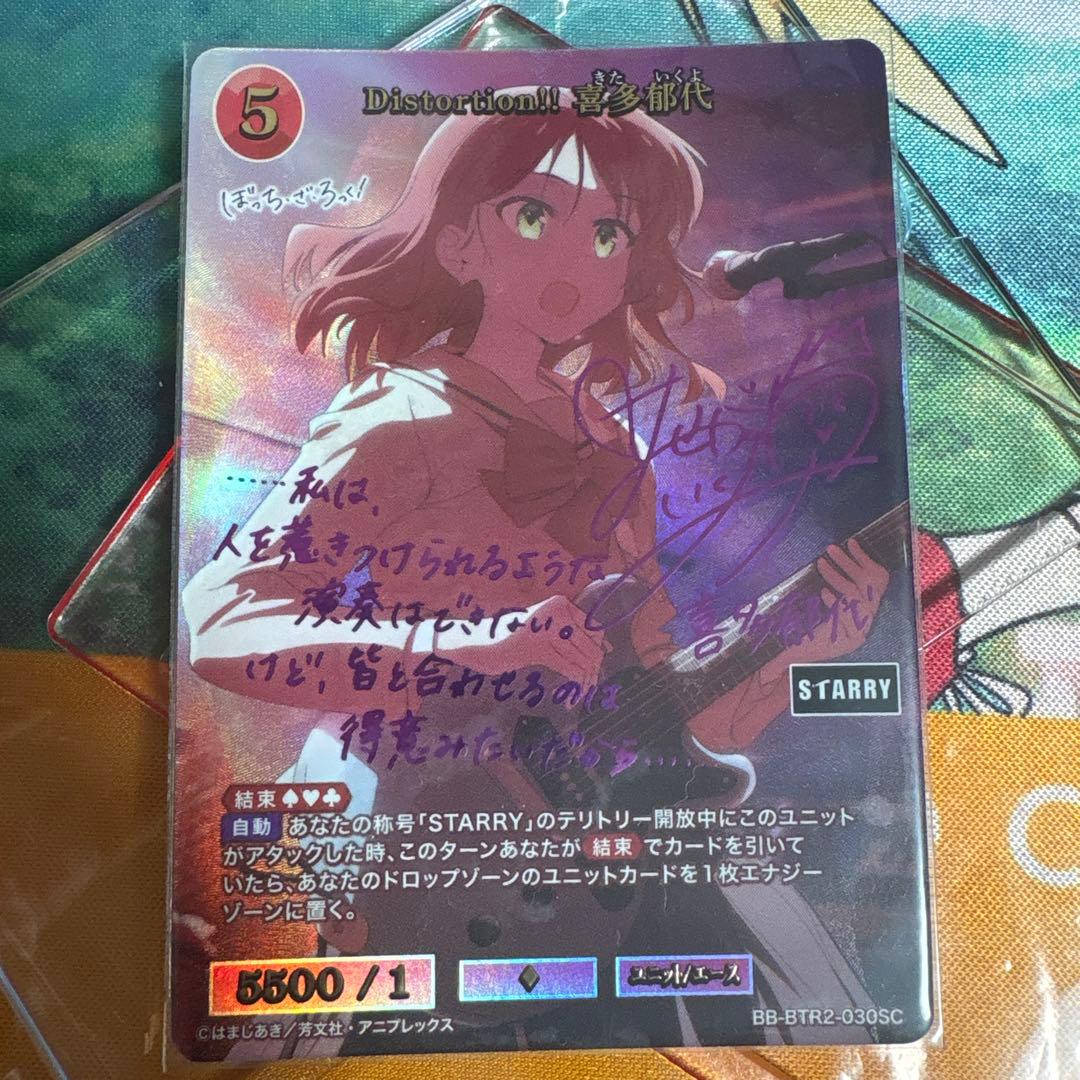 5
Distortion!! 喜多郁代
きた いくよ
ぼっち・ざ・ろっく!
……私は、
人を惹きつけられるような
演奏はできない。
けど、皆と合わせるのは
得意みたいだから....
喜多郁代
STARRY
結束♠♥♣
自動 あなたの称号「STARRY」のテリトリー開放中にこのユニット
がアタックした時、このターンあなたが 結束 でカードを引いて
いたら、あなたのドロップゾーンのユニットカードを1枚エナジー
ゾーンに置く。
5500 / 1
ユニット/エース
©はまじあき/芳文社・アニプレックス
BB-BTR2-030SC